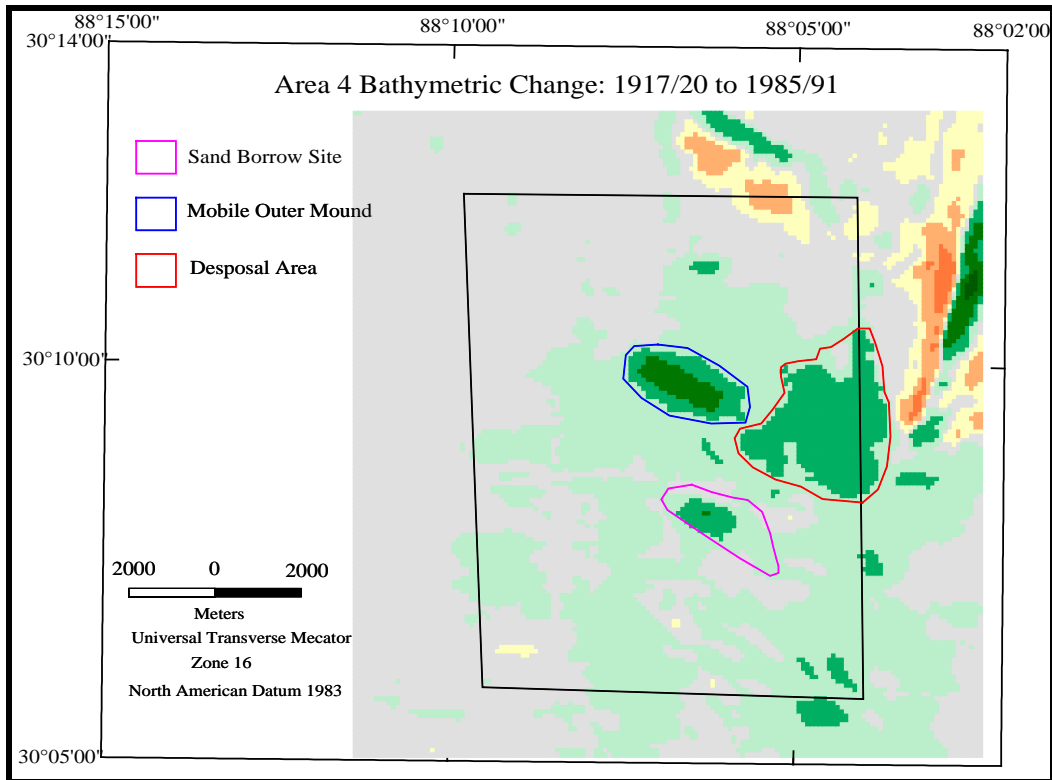 88°15'00" 88°10'00" 88°05'00" 88°02'00"
30°14'00"
Area 4 Bathymetric Change: 1917/20 to 1985/91
Sand Borrow Site
Mobile Outer Mound
Desposal Area
30°10'00"
2000 0 2000
Meters
Universal Transverse Mecator
Zone 16
North American Datum 1983
30°05'00"